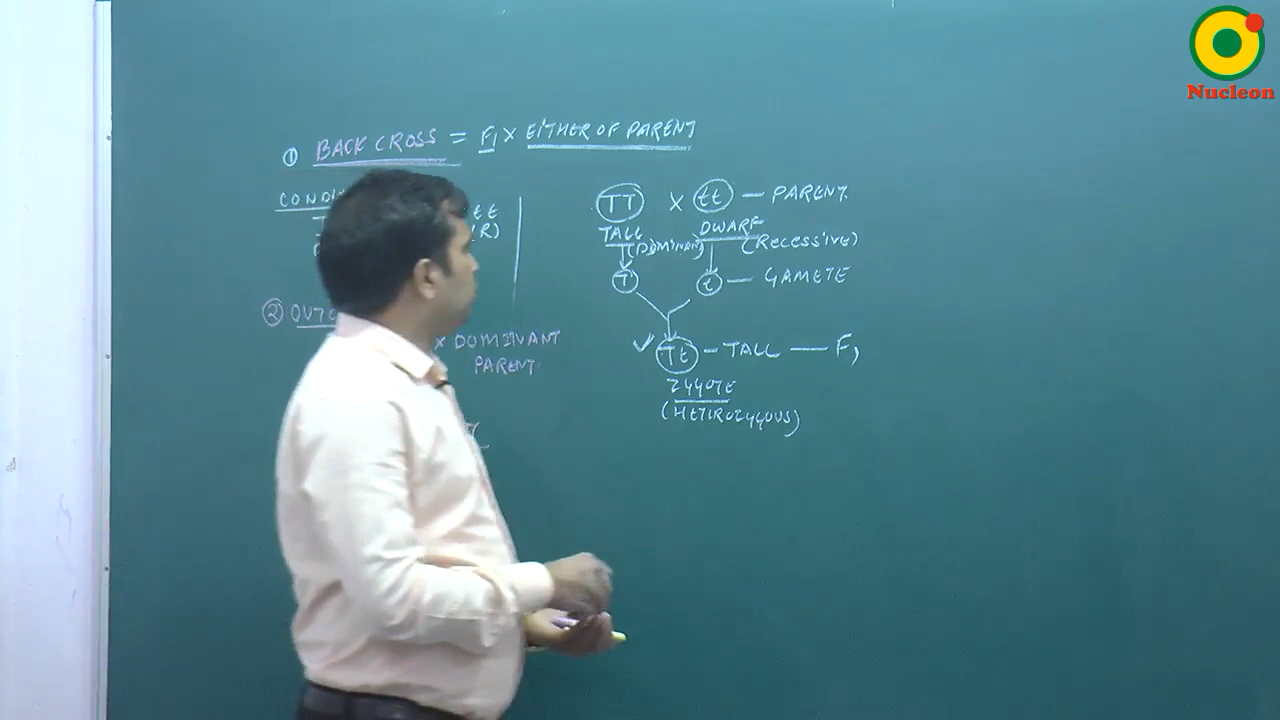 ① BACK CROSS = F₁ X EITHER OF PARENT
TT X tt — PARENT
TALL DWARF
(DOMINANT) (RECESSIVE)
T t — GAMETE
✓ Tt — TALL — F₁
ZYGOTE
(HETEROZYGOUS)
tt
R)
②
X DOMINANT
PARENT
Nucleon